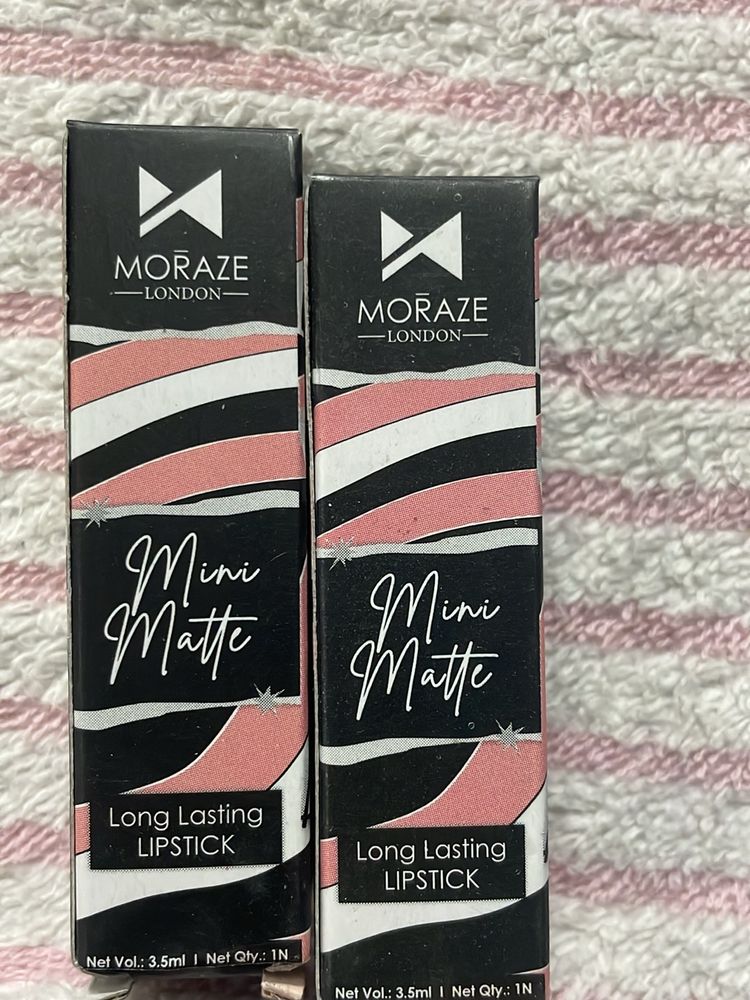 MORAZE
LONDON
Mini
Matte
Long Lasting
LIPSTICK
Net Vol.: 3.5ml | Net Qty.: 1N
MORAZE
LONDON
Mini
Matte
Long Lasting
LIPSTICK
Net Vol.: 3.5ml | Net Qty.: 1N